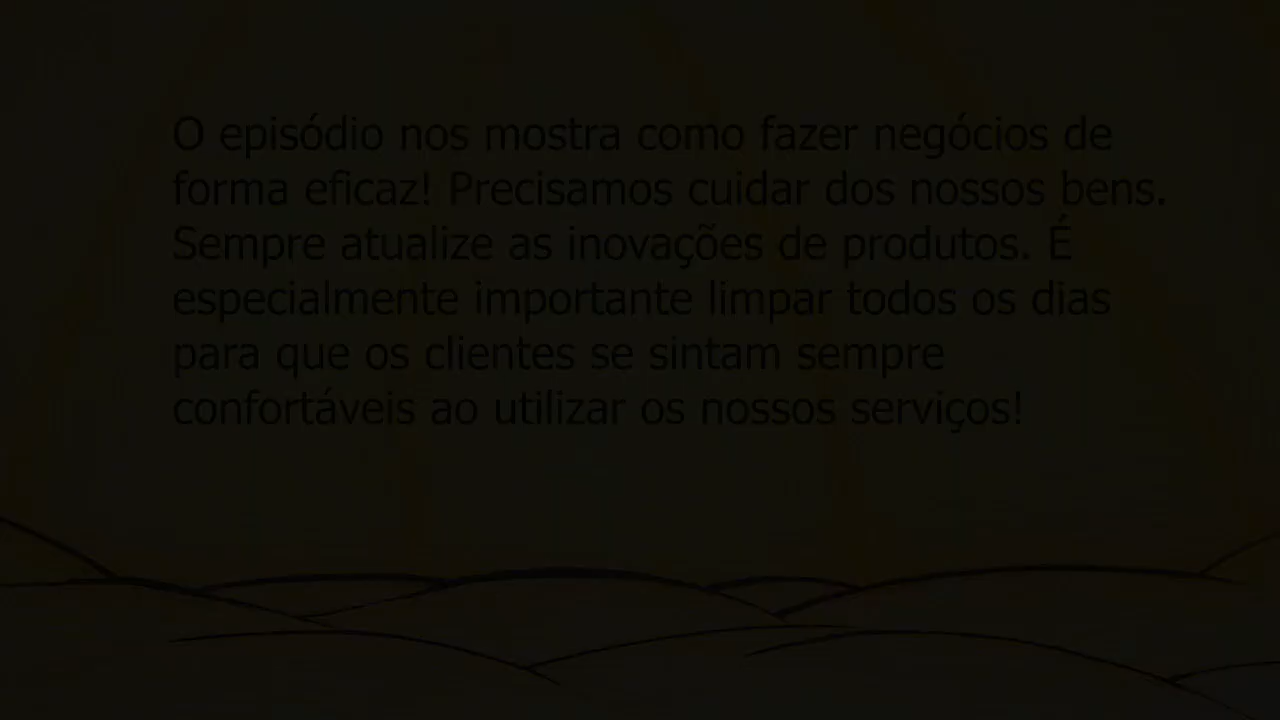 O episódio nos mostra como fazer negócios de
forma eficaz! Precisamos cuidar dos nossos bens.
Sempre atualize as inovações de produtos. É
especialmente importante limpar todos os dias
para que os clientes se sintam sempre
confortáveis ao utilizar os nossos serviços!